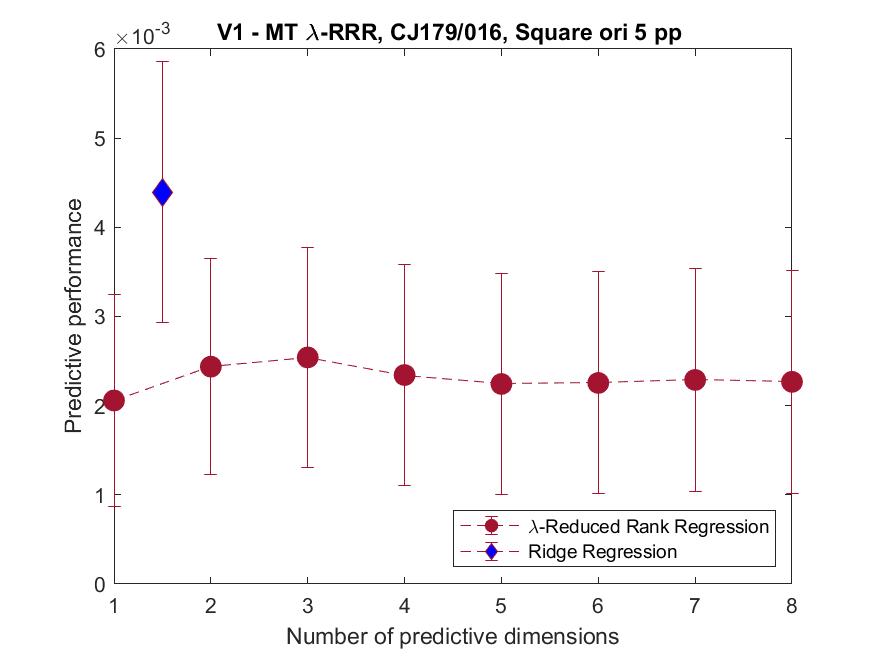 ×10-3
V1 - MT λ-RRR, CJ179/016, Square ori 5 pp
6
5
4
3
2
1
0
Predictive performance
1 2 3 4 5 6 7 8
Number of predictive dimensions
λ-Reduced Rank Regression
Ridge Regression